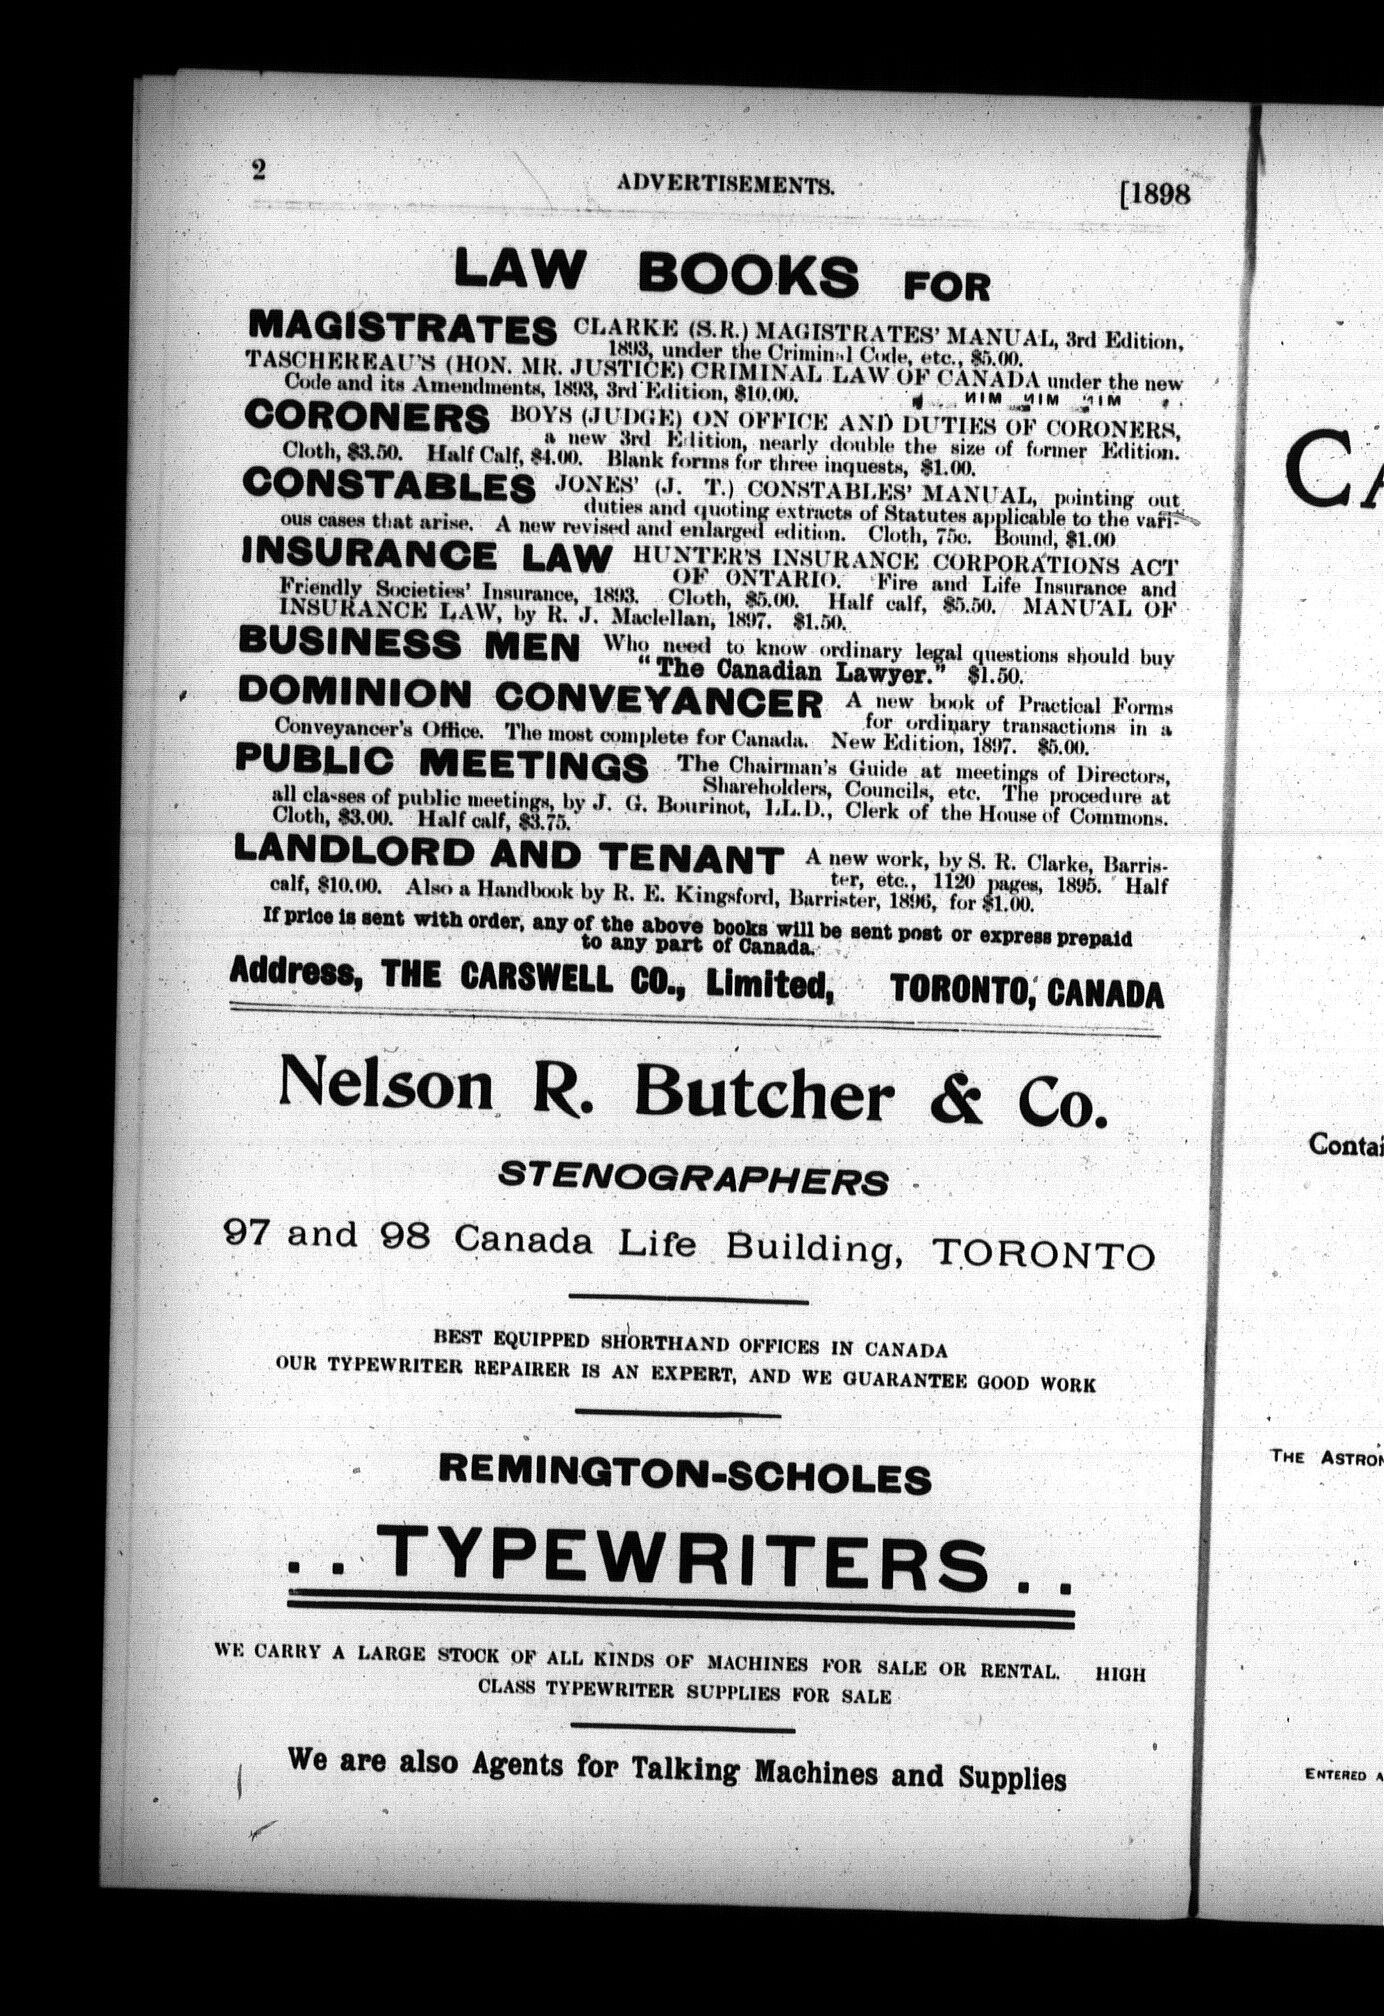 2 ADVERTISEMENTS. [1898
LAW BOOKS FOR
MAGISTRATES CLARKE (S.R.) MAGISTRATES' MANUAL, 3rd Edition,
1893, under the Criminal Code, etc., $5.00.
TASCHEREAU'S (HON. MR. JUSTICE) CRIMINAL LAW OF CANADA under the new
Code and its Amendments, 1893, 3rd Edition, $10.00.
CORONERS BOYS (JUDGE) ON OFFICE AND DUTIES OF CORONERS,
a new 3rd Edition, nearly double the size of former Edition.
Cloth, $3.50. Half Calf, $4.00. Blank forms for three inquests, $1.00.
CONSTABLES JONES' (J. T.) CONSTABLES' MANUAL, pointing out
duties and quoting extracts of Statutes applicable to the vari-
ous cases that arise. A new revised and enlarged edition. Cloth, 75c. Bound, $1.00
INSURANCE LAW HUNTER'S INSURANCE CORPORATIONS ACT
OF ONTARIO. Fire and Life Insurance and
Friendly Societies' Insurance, 1893. Cloth, $5.00. Half calf, $5.50. MANUAL OF
INSURANCE LAW, by R. J. Maclellan, 1897. $1.50.
BUSINESS MEN Who need to know ordinary legal questions should buy
"The Canadian Lawyer." $1.50.
DOMINION CONVEYANCER A new book of Practical Forms
for ordinary transactions in a
Conveyancer's Office. The most complete for Canada. New Edition, 1897. $5.00.
PUBLIC MEETINGS The Chairman's Guide at meetings of Directors,
Shareholders, Councils, etc. The procedure at
all classes of public meetings, by J. G. Bourinot, LL.D., Clerk of the House of Commons.
Cloth, $3.00. Half calf, $3.75.
LANDLORD AND TENANT A new work, by S. R. Clarke, Barris-
ter, etc., 1120 pages, 1895. Half
calf, $10.00. Also a Handbook by R. E. Kingsford, Barrister, 1896, for $1.00.
If price is sent with order, any of the above books will be sent post or express prepaid
to any part of Canada.
Address, THE CARSWELL CO., Limited, TORONTO, CANADA
Nelson R. Butcher & Co.
STENOGRAPHERS
97 and 98 Canada Life Building, TORONTO
BEST EQUIPPED SHORTHAND OFFICES IN CANADA
OUR TYPEWRITER REPAIRER IS AN EXPERT, AND WE GUARANTEE GOOD WORK
REMINGTON-SCHOLES
. . TYPEWRITERS . .
WE CARRY A LARGE STOCK OF ALL KINDS OF MACHINES FOR SALE OR RENTAL. HIGH
CLASS TYPEWRITER SUPPLIES FOR SALE
We are also Agents for Talking Machines and Supplies
CA
Contai
THE ASTRON
ENTERED A